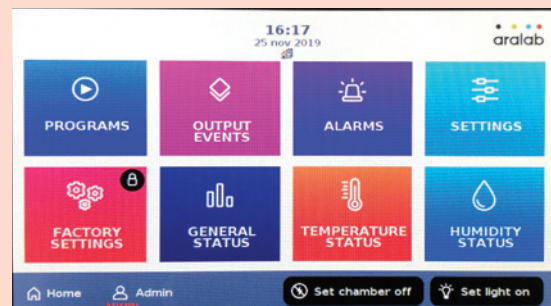 16:17
25 nov 2019
aralab
PROGRAMS
OUTPUT
EVENTS
ALARMS
SETTINGS
FACTORY
SETTINGS
GENERAL
STATUS
TEMPERATURE
STATUS
HUMIDITY
STATUS
Home
Admin
Set chamber off
Set light on